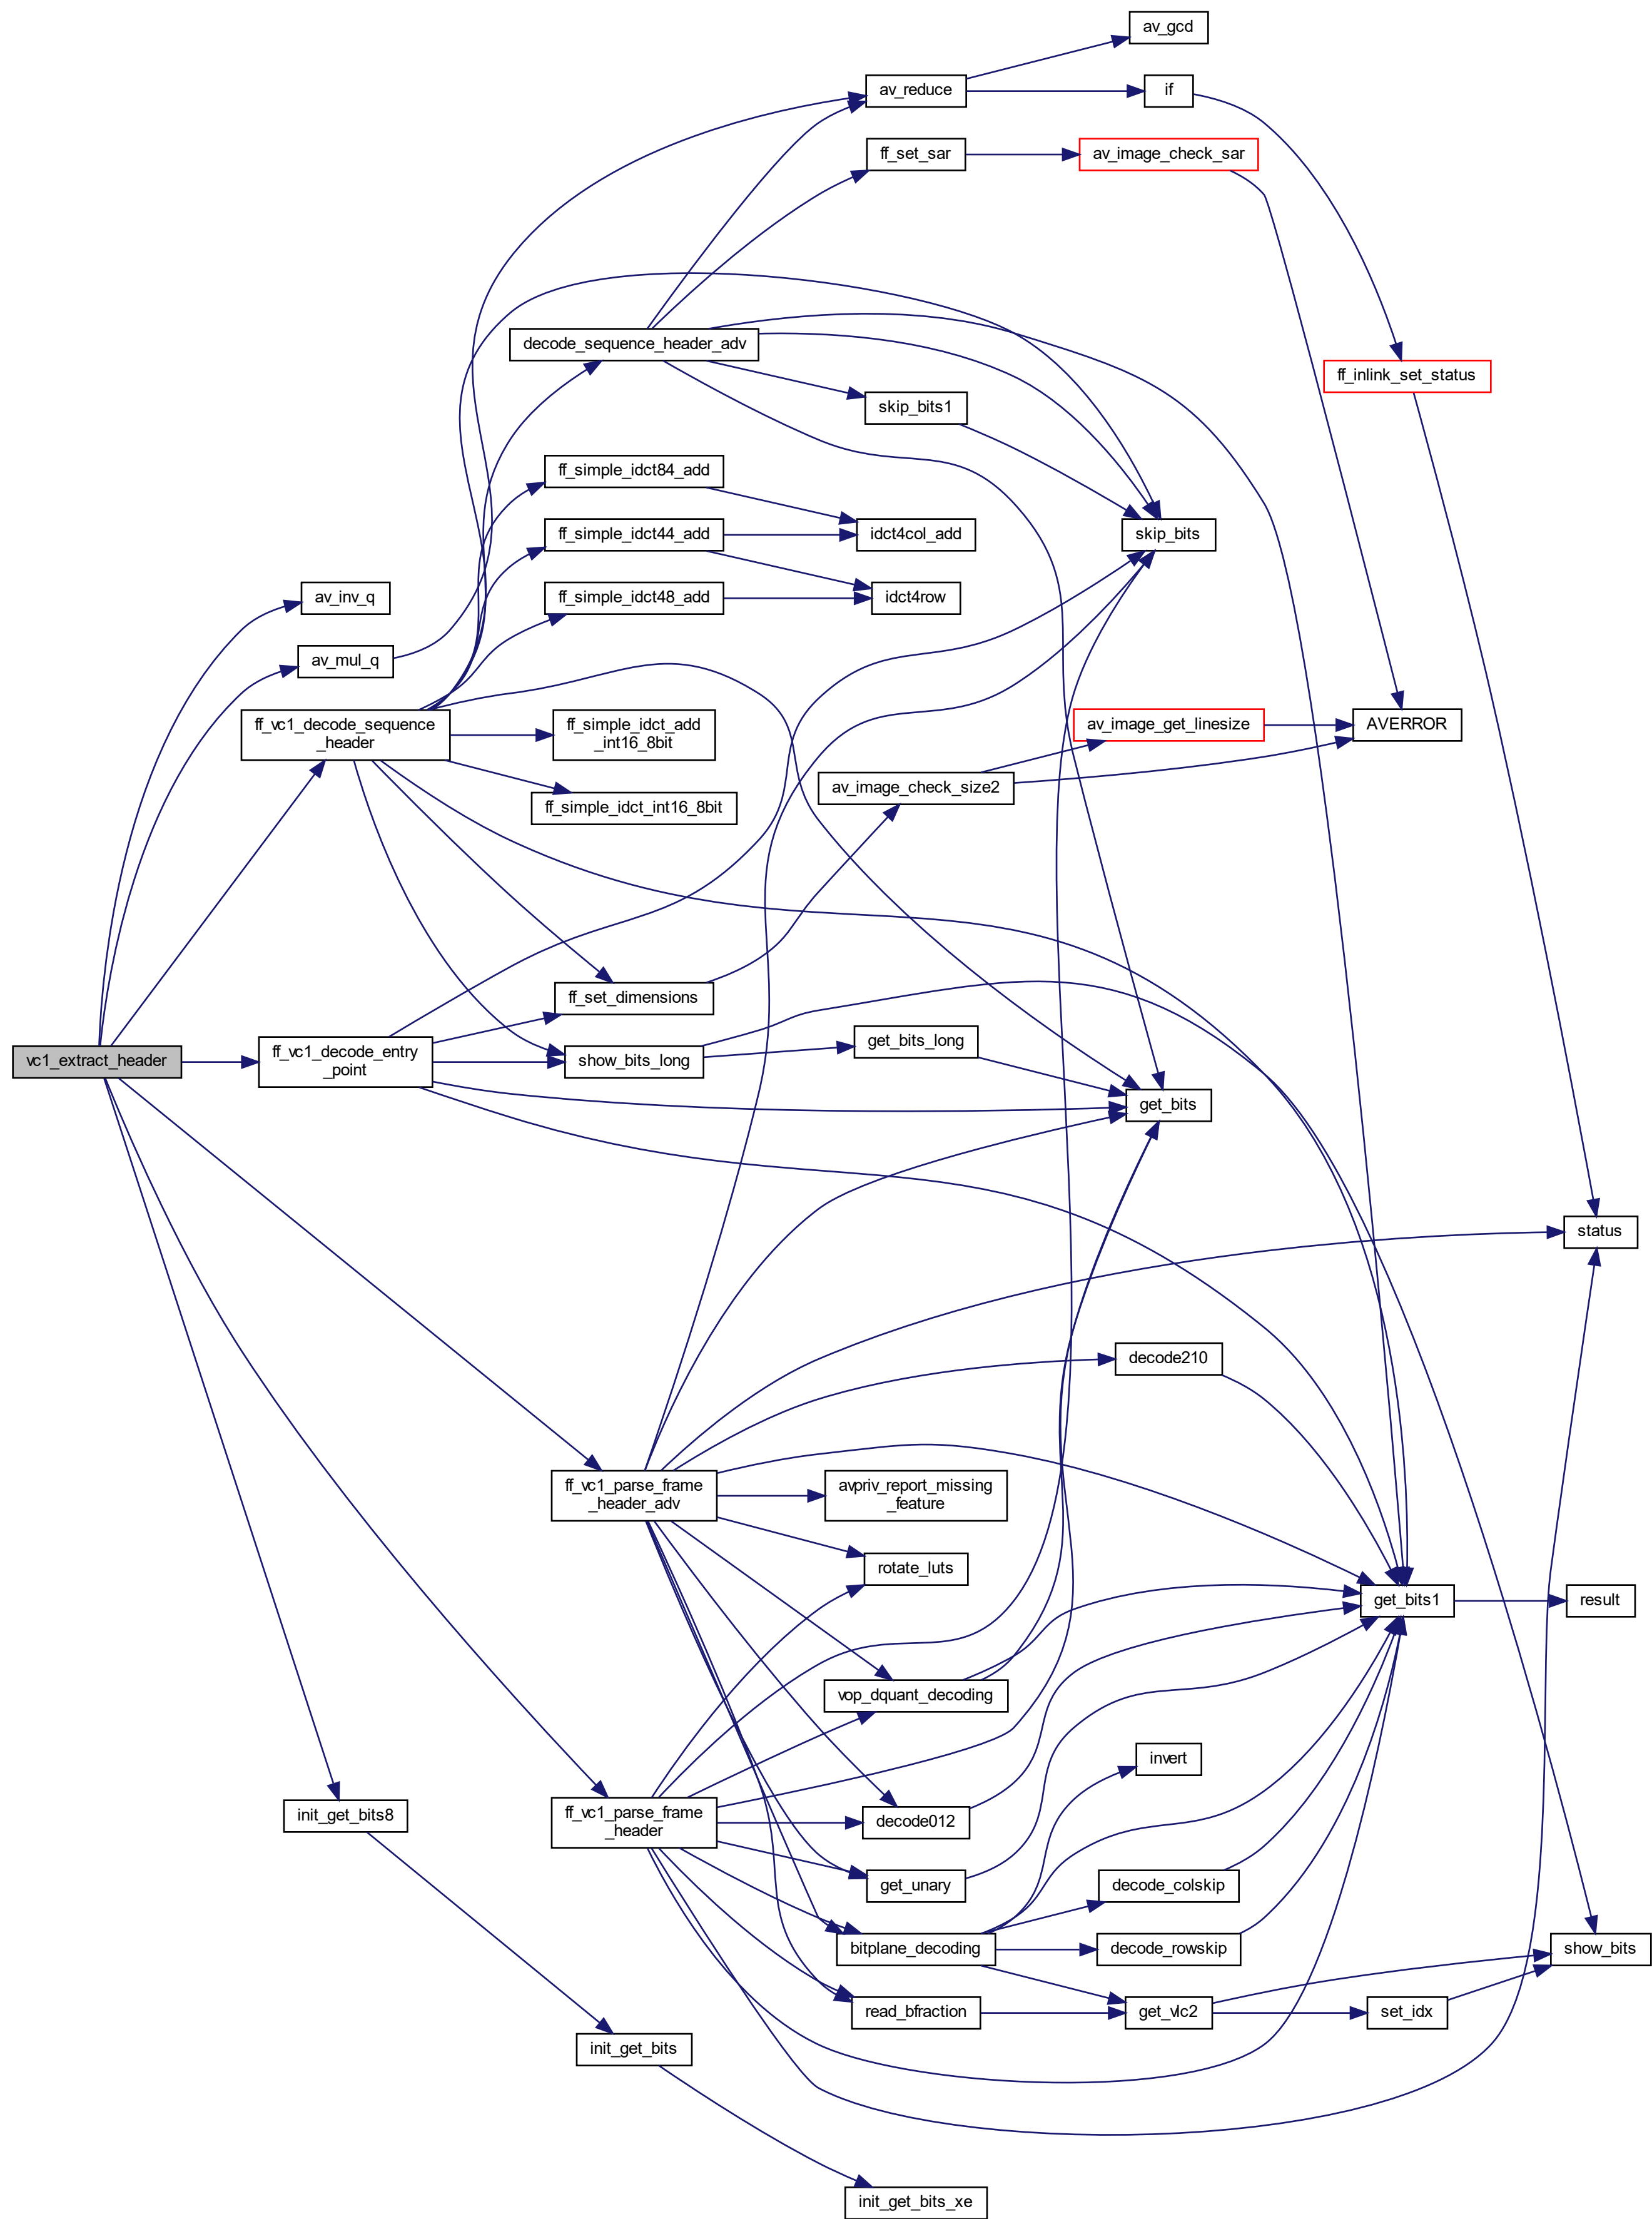 av_gcd
av_reduce
if
ff_set_sar
av_image_check_sar
decode_sequence_header_adv
ff_inlink_set_status
skip_bits1
ff_simple_idct84_add
ff_simple_idct44_add
idct4col_add
skip_bits
av_inv_q
ff_simple_idct48_add
idct4row
av_mul_q
ff_vc1_decode_sequence
_header
ff_simple_idct_add
_int16_8bit
av_image_get_linesize
AVERROR
ff_simple_idct_int16_8bit
av_image_check_size2
ff_set_dimensions
vc1_extract_header
ff_vc1_decode_entry
_point
show_bits_long
get_bits_long
get_bits
status
decode210
ff_vc1_parse_frame
_header_adv
avpriv_report_missing
_feature
rotate_luts
get_bits1
result
vop_dquant_decoding
invert
init_get_bits8
ff_vc1_parse_frame
_header
decode012
get_unary
decode_colskip
bitplane_decoding
decode_rowskip
show_bits
read_bfraction
get_vlc2
set_idx
init_get_bits
init_get_bits_xe